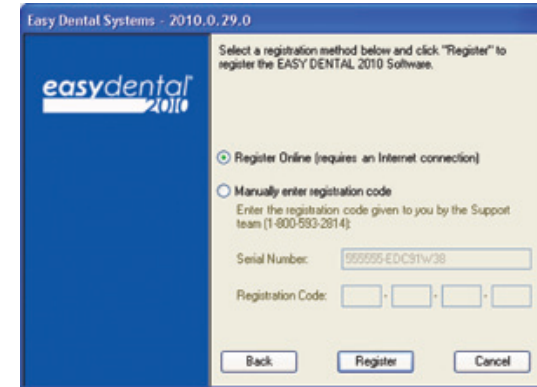 Easy Dental Systems - 2010.0.29.0
Select a registration method below and click "Register" to
register the EASY DENTAL 2010 Software.
easydental
2010
Register Online (requires an Internet connection)
Manually enter registration code
Enter the registration code given to you by the Support
team (1-800-593-2814):
Serial Number: 555555-EDC91W38
Registration Code: - - -
Back Register Cancel